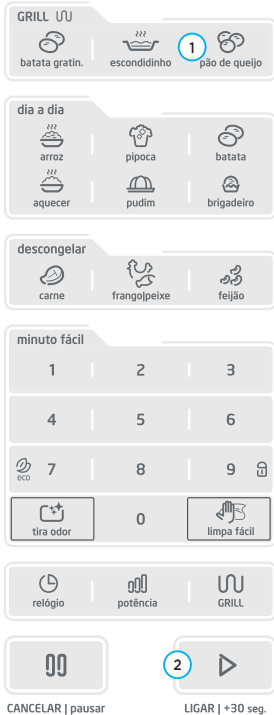 GRILL
1
batata gratin. escondidinho pão de queijo
dia a dia
arroz pipoca batata
aquecer pudim brigadeiro
descongelar
carne frango|peixe feijão
minuto fácil
1 2 3
4 5 6
eco 7 8 9
tira odor 0 limpa fácil
relógio potência GRILL
2
CANCELAR | pausar LIGAR | +30 seg.